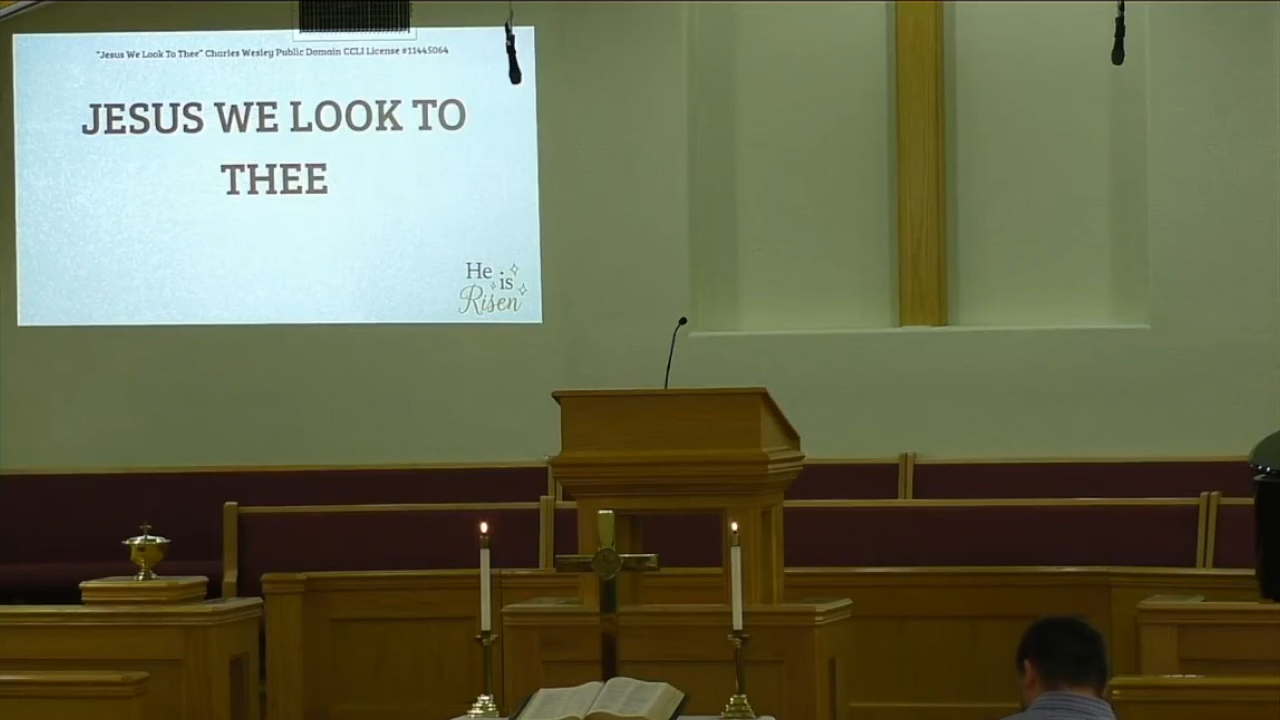 "Jesus We Look To Thee" Charles Wesley Public Domain CCLI License #11445064
JESUS WE LOOK TO
THEE
He
is
Risen